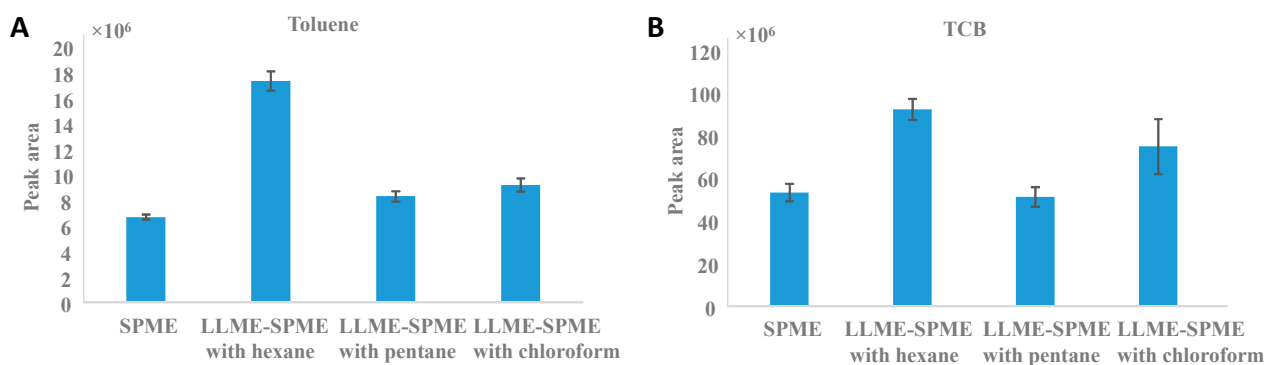 A
Toluene
×10⁶
20
18
16
14
12
10
8
6
4
2
0
Peak area
SPME
LLME-SPME
with hexane
LLME-SPME
with pentane
LLME-SPME
with chloroform
B
TCB
×10⁶
120
100
80
60
40
20
0
Peak area
SPME
LLME-SPME
with hexane
LLME-SPME
with pentane
LLME-SPME
with chloroform